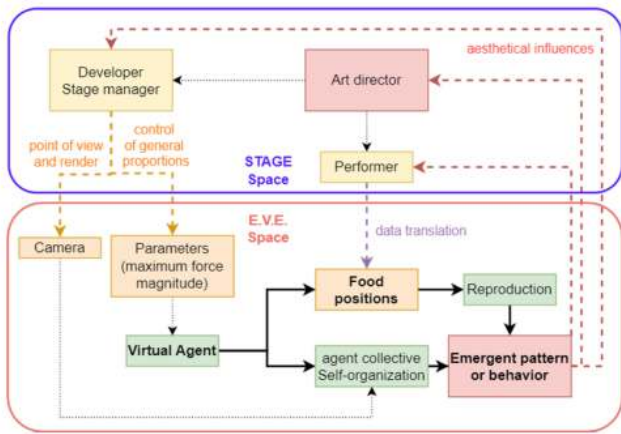 aesthetical influences
Developer
Stage manager
Art director
point of view
and render
control
of general
proportions
STAGE
Space
Performer
E.V.E.
Space
data translation
Camera
Parameters
(maximum force
magnitude)
Food
positions
Reproduction
Virtual Agent
agent collective
Self-organization
Emergent pattern
or behavior